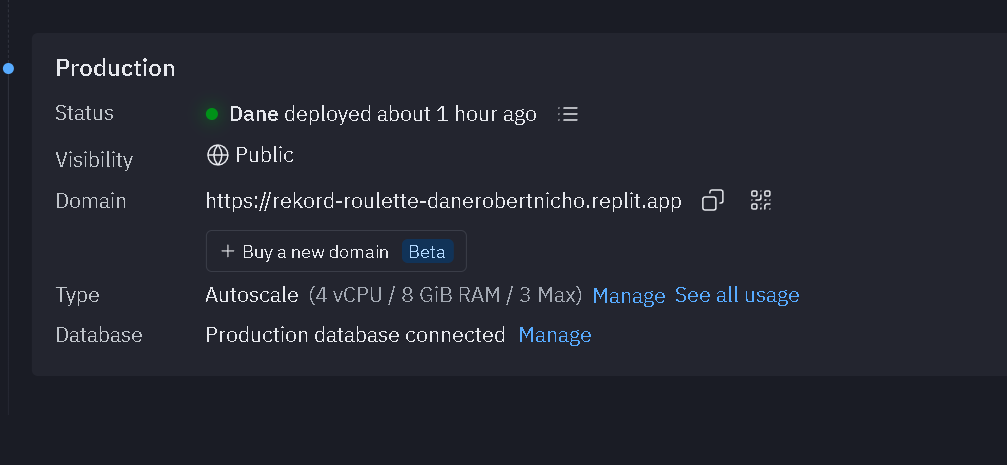 Production
Status Dane deployed about 1 hour ago
Visibility Public
Domain https://rekord-roulette-danerobertnicho.replit.app
+ Buy a new domain Beta
Type Autoscale (4 vCPU / 8 GiB RAM / 3 Max) Manage See all usage
Database Production database connected Manage